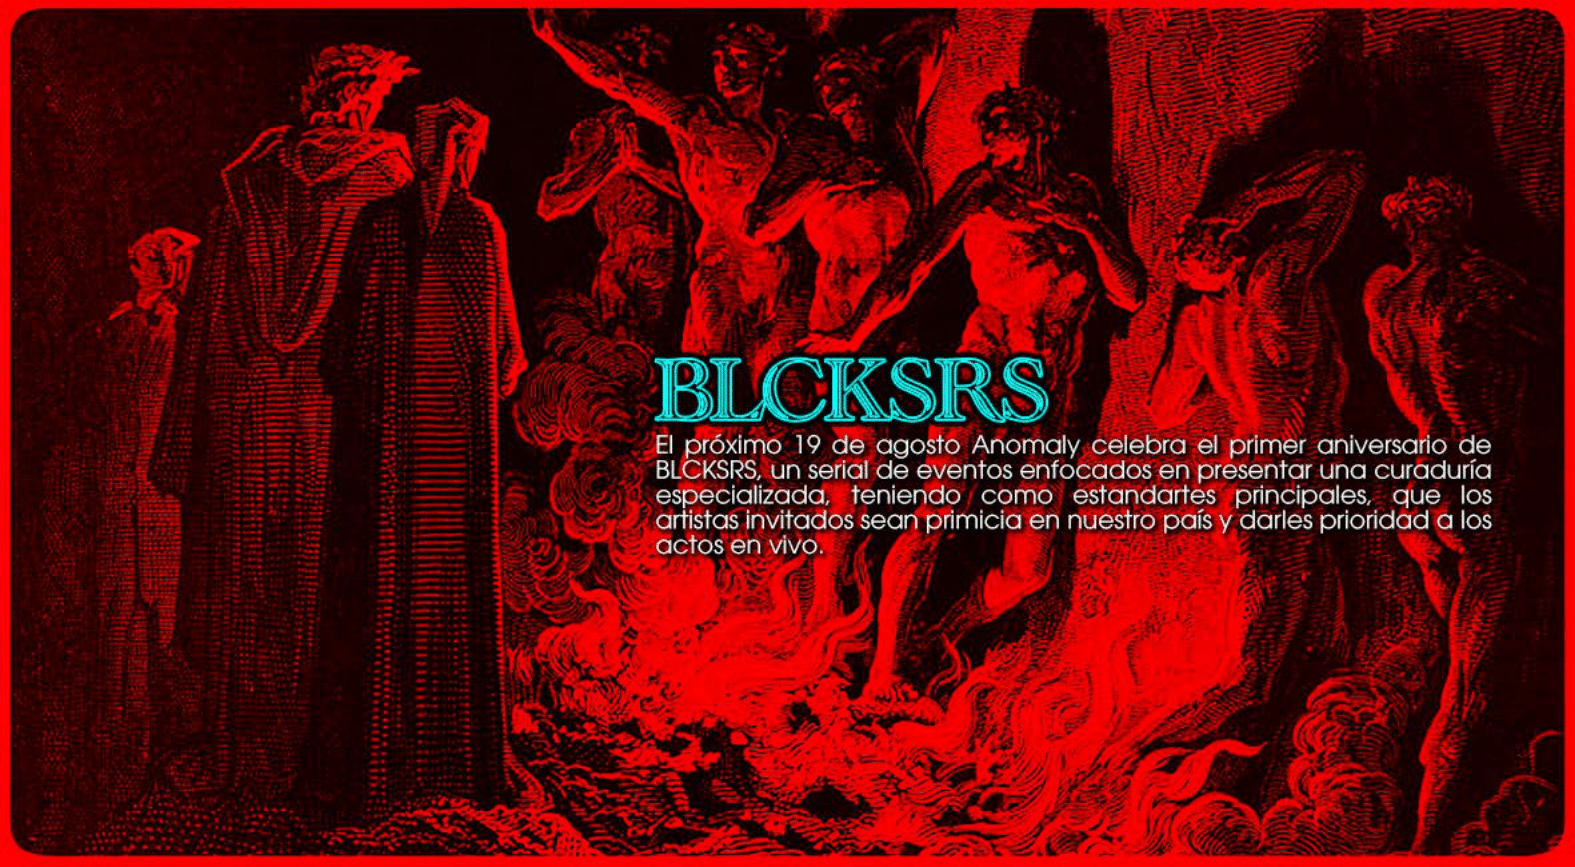 BLCKSRS
El próximo 19 de agosto Anomaly celebra el primer aniversario de
BLCKSRS, un serial de eventos enfocados en presentar una curaduría
especializada, teniendo como estandartes principales, que los
artistas invitados sean primicia en nuestro país y darles prioridad a los
actos en vivo.